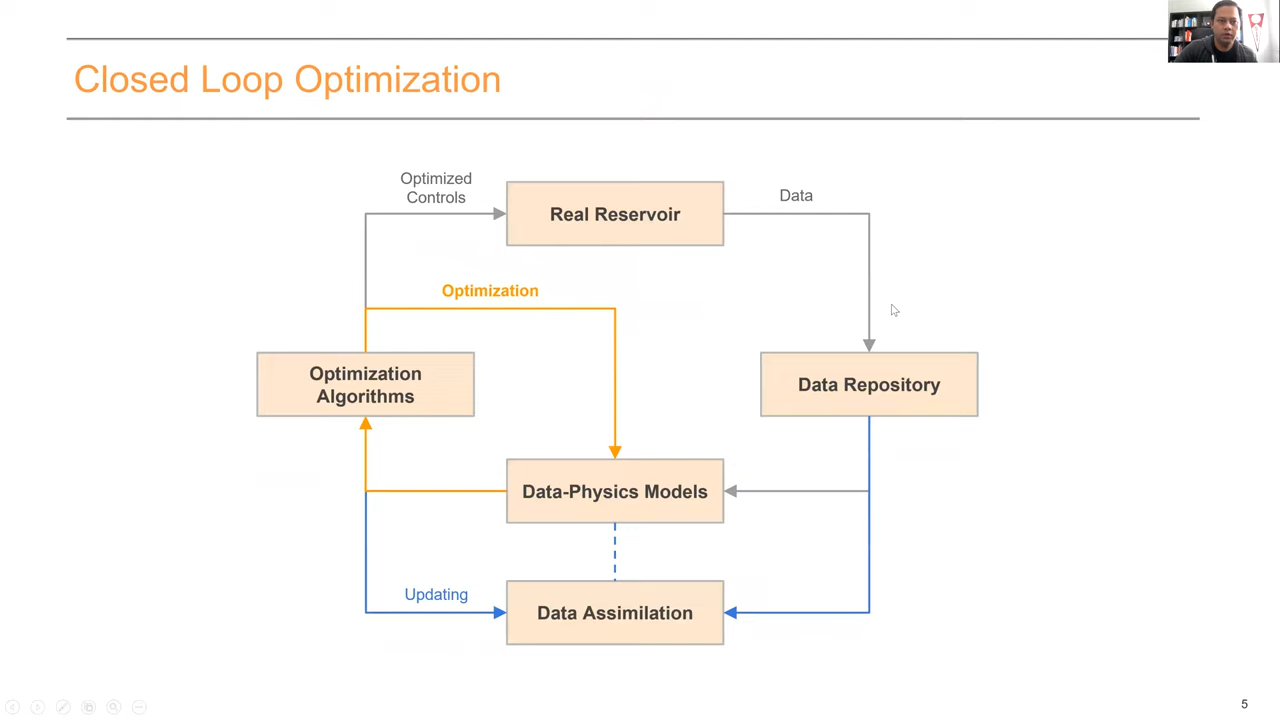 Closed Loop Optimization
Optimized
Controls
Real Reservoir
Data
Optimization
Optimization
Algorithms
Data Repository
Data-Physics Models
Updating
Data Assimilation
5